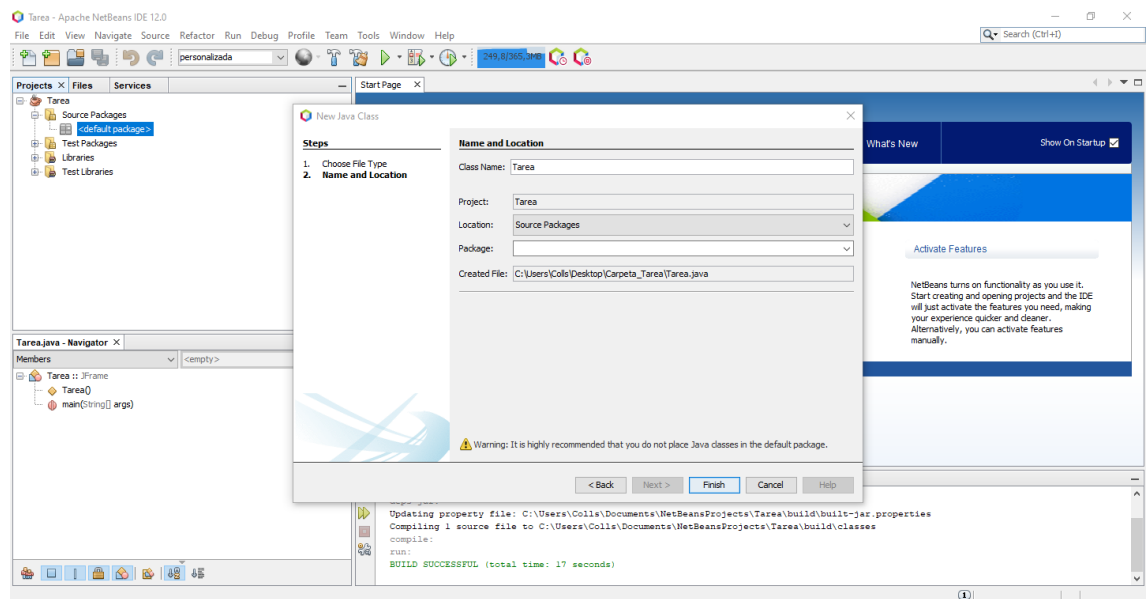 Tarea - Apache NetBeans IDE 12.0
File Edit View Navigate Source Refactor Run Debug Profile Team Tools Window Help
Search (Ctrl+I)
personalizada
249,8/365,3MB
Projects Files Services
Start Page
Tarea
Source Packages
<default package>
Test Packages
Libraries
Test Libraries
New Java Class
Steps
1. Choose File Type
2. Name and Location
Name and Location
Class Name: Tarea
Project: Tarea
Location: Source Packages
Package:
Created File: C:\Users\Colls\Desktop\Carpeta_Tarea\Tarea.java
Warning: It is highly recommended that you do not place Java classes in the default package.
< Back Next > Finish Cancel Help
What's New
Show On Startup
Activate Features
NetBeans turns on functionality as you use it.
Start creating and opening projects and the IDE
will just activate the features you need, making
your experience quicker and cleaner.
Alternatively, you can activate features
manually.
Tarea.java - Navigator
Members <empty>
Tarea :: JFrame
Tarea()
main(String[] args)
Updating property file: C:\Users\Colls\Documents\NetBeansProjects\Tarea\build\built-jar.properties
Compiling 1 source file to C:\Users\Colls\Documents\NetBeansProjects\Tarea\build\classes
compile:
run:
BUILD SUCCESSFUL (total time: 17 seconds)
1